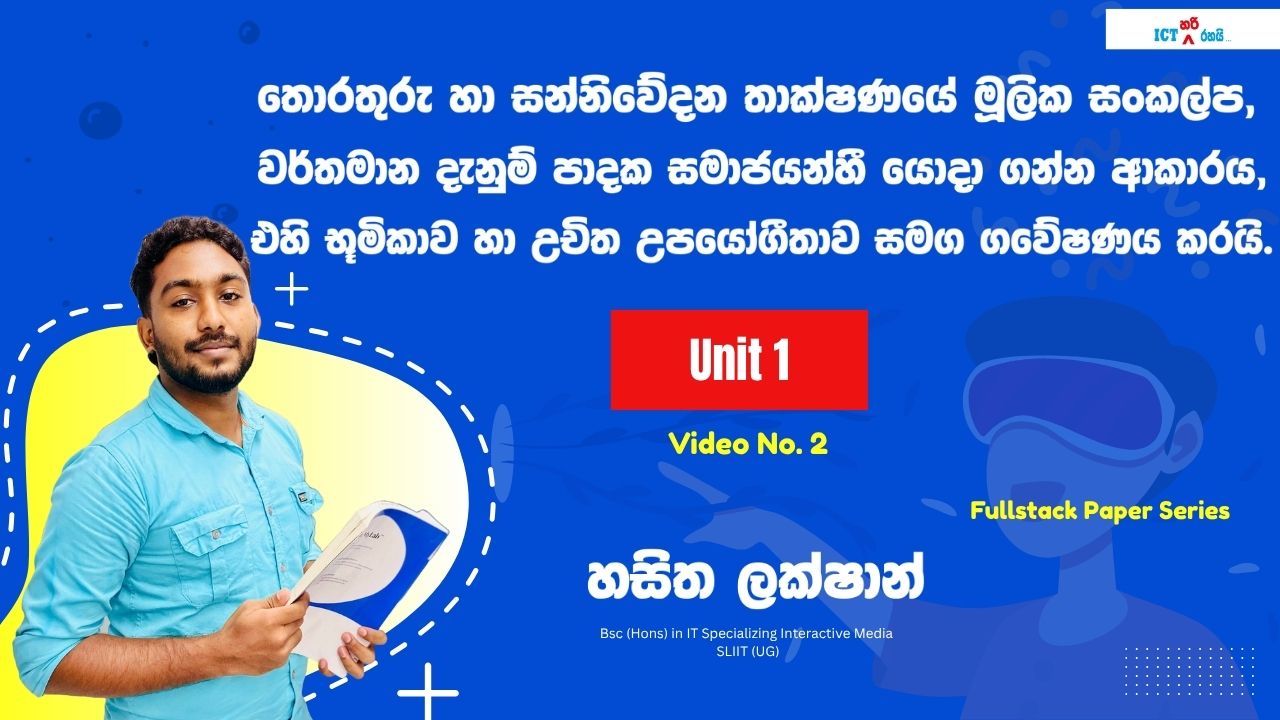 ICT හරි රහයි...
තොරතුරු හා සන්නිවේදන තාක්ෂණයේ මූලික සංකල්ප,
වර්තමාන දැනුම් පාදක සමාජයන්හී යොදා ගන්න ආකාරය,
එහි භූමිකාව හා උචිත උපයෝගීතාව සමග ගවේෂණය කරයි.
Unit 1
Video No. 2
Fullstack Paper Series
හසිත ලක්ෂාන්
Bsc (Hons) in IT Specializing Interactive Media
SLIIT (UG)